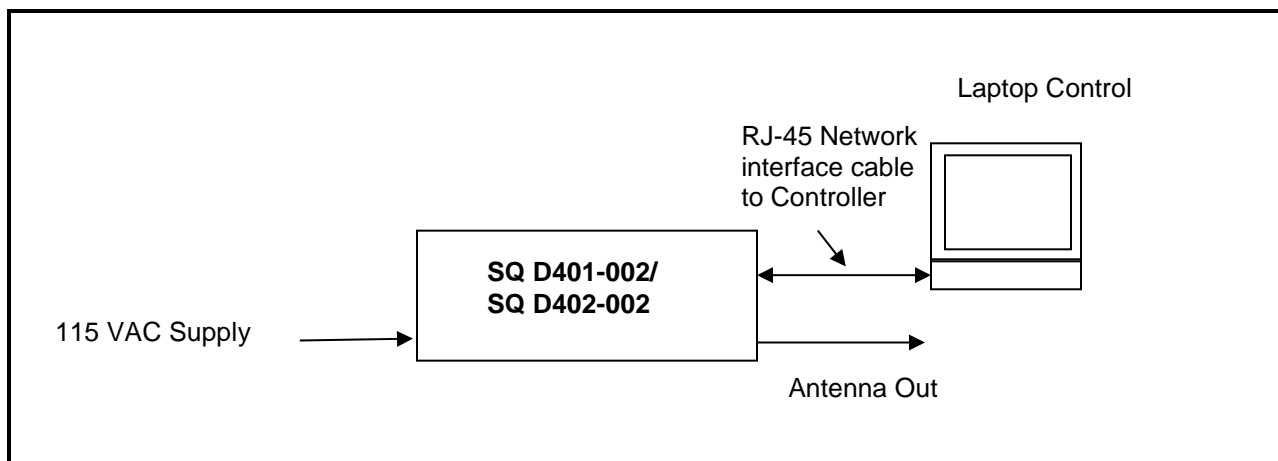 Laptop Control
RJ-45 Network
interface cable
to Controller
SQ D401-002/
SQ D402-002
115 VAC Supply
Antenna Out